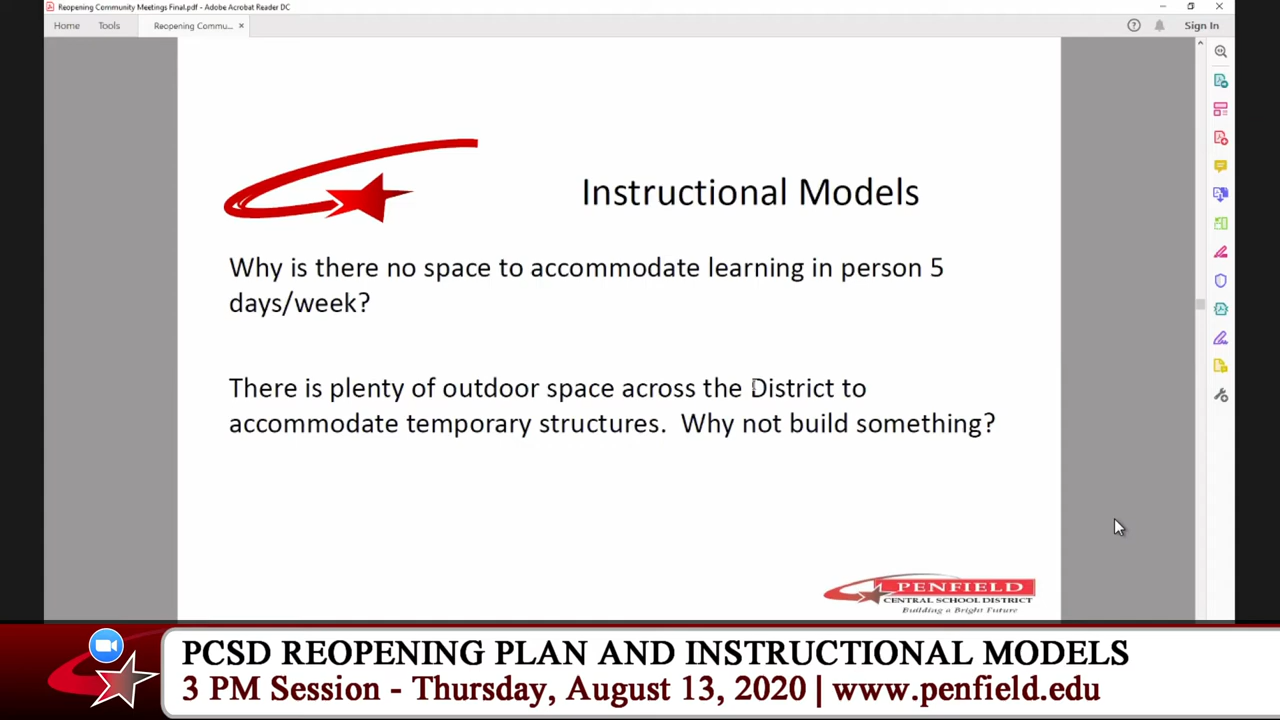 Reopening Community Meetings Final.pdf - Adobe Acrobat Reader DC
Home Tools Reopening Commu... × Sign In
Instructional Models
Why is there no space to accommodate learning in person 5
days/week?
There is plenty of outdoor space across the District to
accommodate temporary structures. Why not build something?
PENFIELD
CENTRAL SCHOOL DISTRICT
Building a Bright Future
PCSD REOPENING PLAN AND INSTRUCTIONAL MODELS
3 PM Session - Thursday, August 13, 2020 | www.penfield.edu